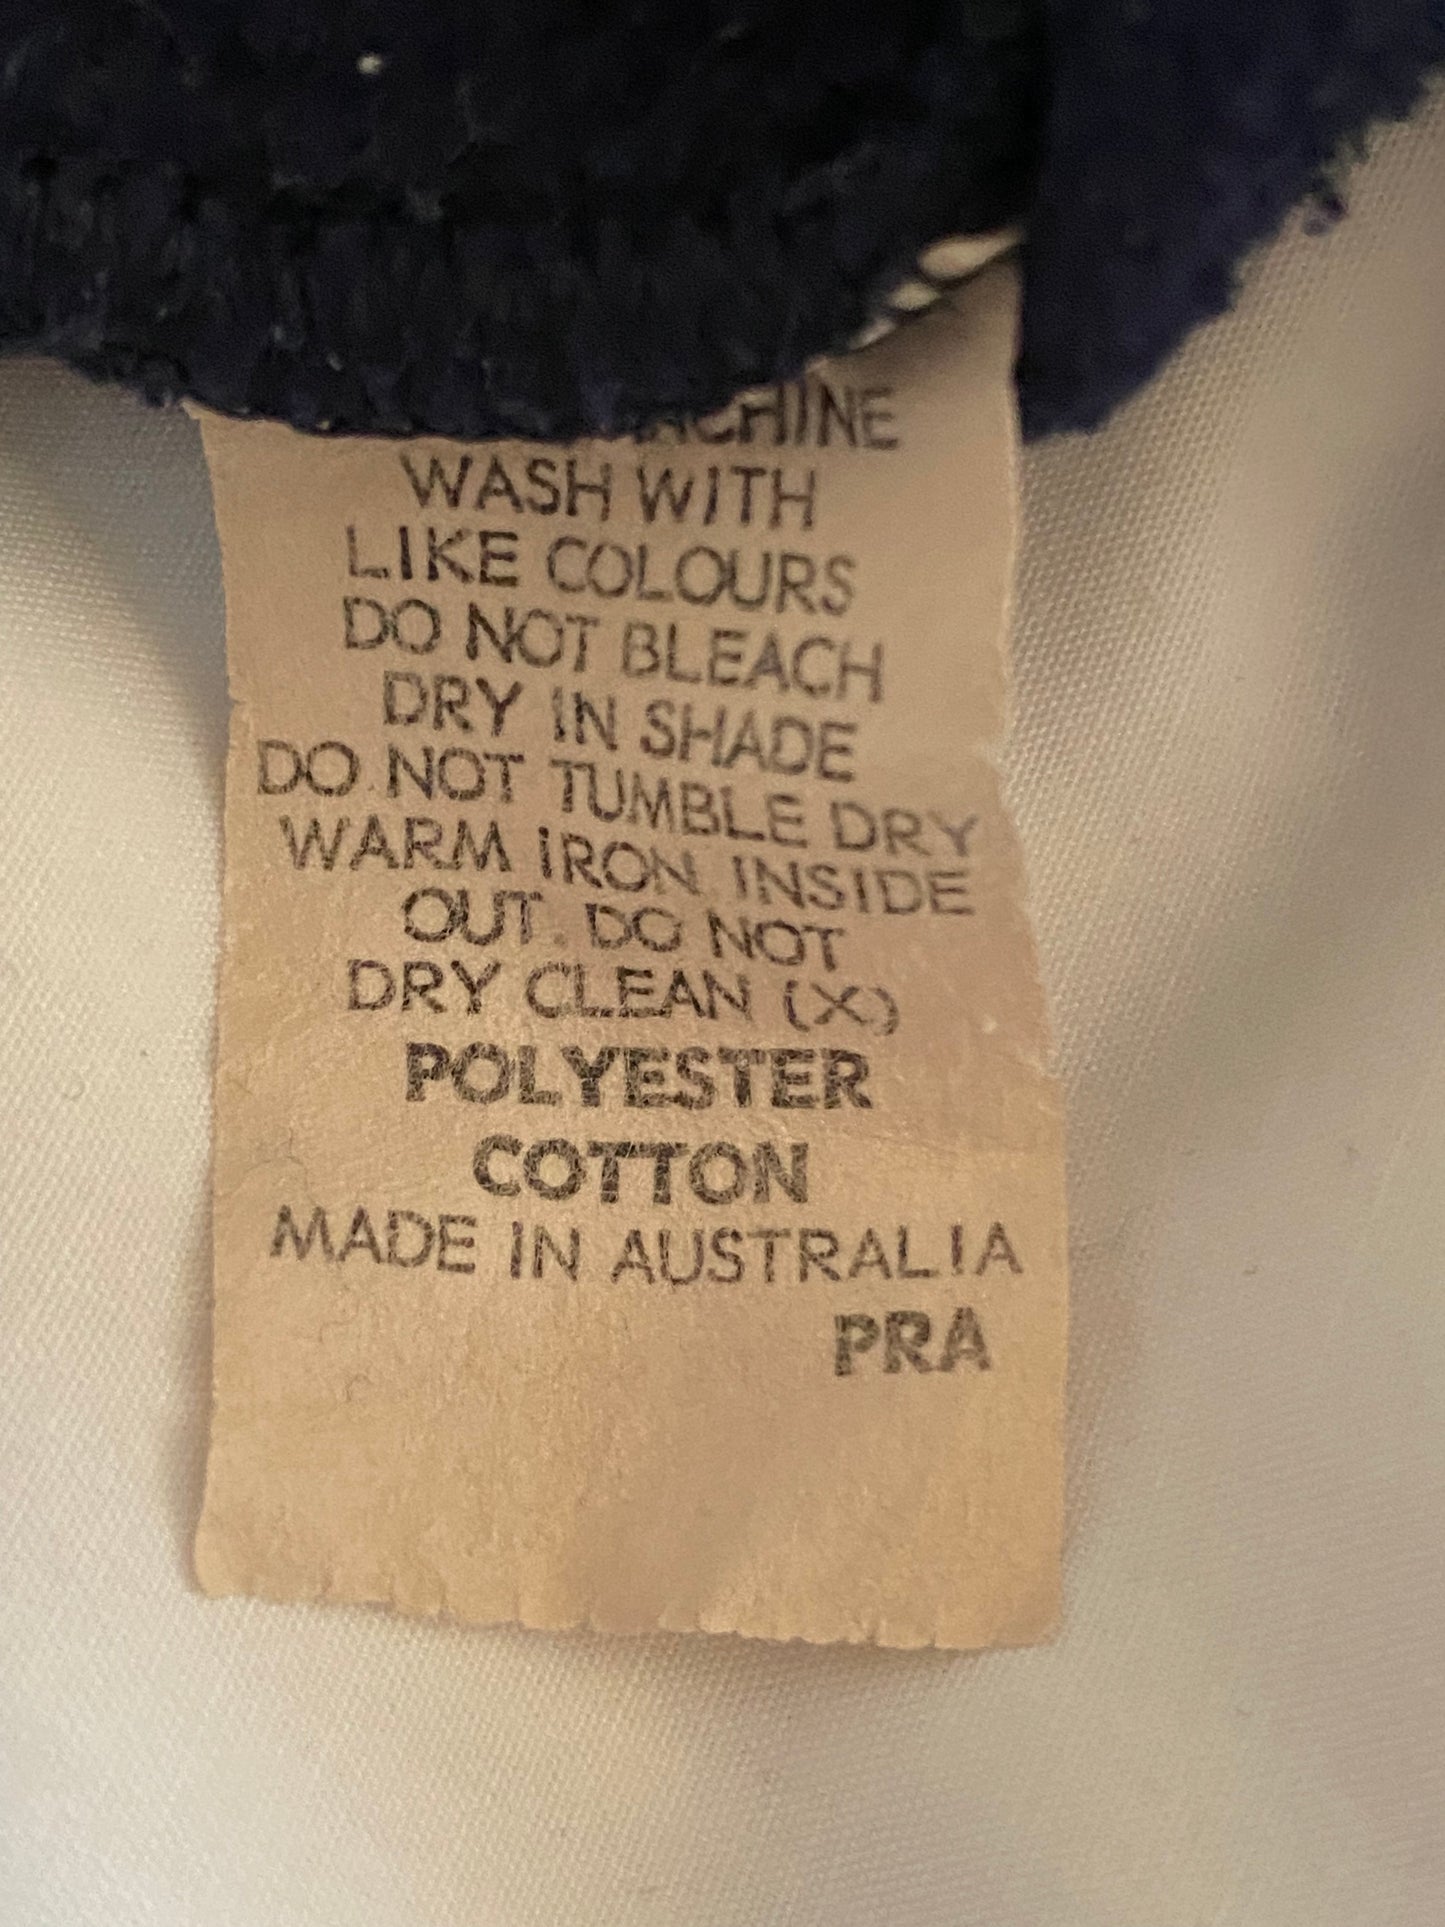 MACHINE
WASH WITH
LIKE COLOURS
DO NOT BLEACH
DRY IN SHADE
DO NOT TUMBLE DRY
WARM IRON INSIDE
OUT. DO NOT
DRY CLEAN (X)
POLYESTER
COTTON
MADE IN AUSTRALIA
PRA